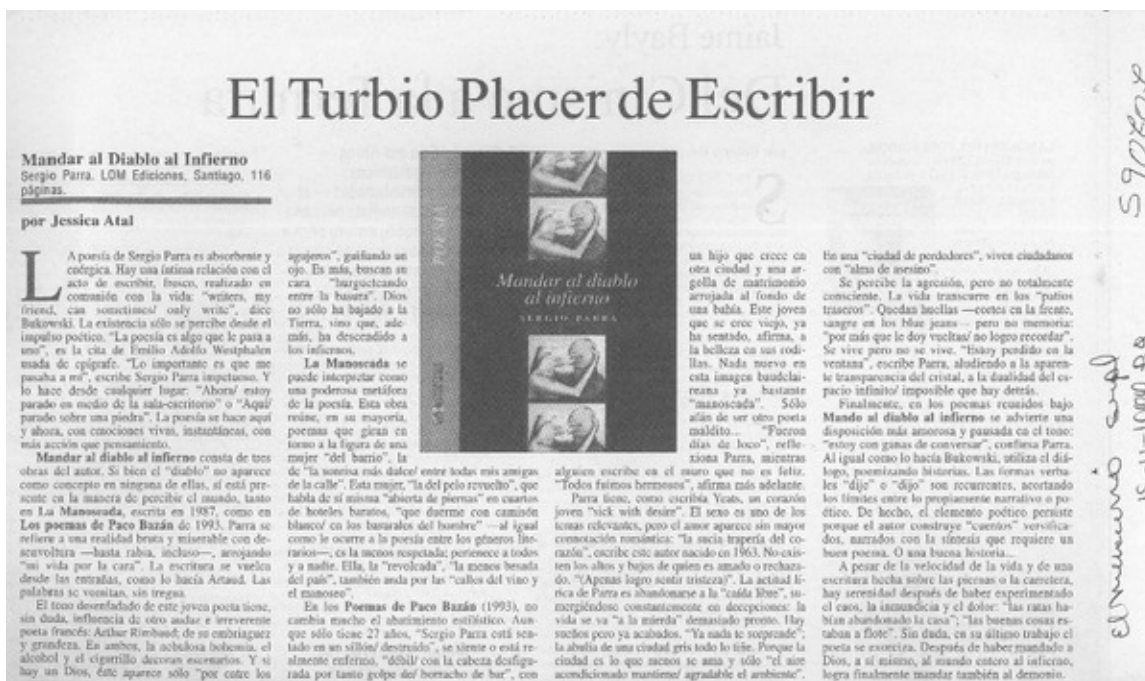 El Turbio Placer de Escribir
Mandar al Diablo al Infierno
Sergio Parra. LOM Ediciones, Santiago, 116
páginas.
por Jessica Atal
LA poesía de Sergio Parra es absorbente y
enérgica. Hay una íntima relación con el
acto de escribir, fresco, realizado en
comunión con la vida: "writers, my
friend, can sometimes/ only write", dice
Bukowski. La existencia sólo se percibe desde el
impulso poético. "La poesía es algo que le pasa a
uno", es la cita de Emilio Adolfo Westphalen
usada de epígrafe. "Lo importante es que me
pasaba a mí", escribe Sergio Parra impetuoso. Y
lo hace desde cualquier lugar: "Ahora/ estoy
parado en medio de la sala-escritorio" o "Aquí/
parado sobre una piedra". La poesía se hace aquí
y ahora, con emociones vivas, instantáneas, con
más acción que pensamiento.
Mandar al diablo al infierno consta de tres
obras del autor. Si bien el "diablo" no aparece
como concepto en ninguna de ellas, sí está pre-
sente en la manera de percibir el mundo, tanto
en La Manoseada, escrita en 1987, como en
Los poemas de Paco Bazán de 1993. Parra se
refiere a una realidad bruta y miserable con de-
senvoltura —hasta rabia, incluso—, arrojando
"mi vida por la cara". La escritura se vuelca
desde las entrañas, como lo hacía Artaud. Las
palabras se vomitan, sin tregua.
El tono desenfadado de este joven poeta tiene,
sin duda, influencia de otro audaz e irreverente
poeta francés: Arthur Rimbaud; de su embriaguez
y grandeza. En ambos, la nebulosa bohemia, el
alcohol y el cigarrillo decoran escenarios. Y si
hay un Dios, éste aparece sólo "por entre los
agujeros", guiñando un
ojo. Es más, buscan su
cara "hurgueteando
entre la basura". Dios
no sólo ha bajado a la
Tierra, sino que, ade-
más, ha descendido a
los infiernos.
La Manoseada se
puede interpretar como
una poderosa metáfora
de la poesía. Esta obra
reúne, en su mayoría,
poemas que giran en
torno a la figura de una
mujer "del barrio", la
de "la sonrisa más dulce/ entre todas mis amigas
de la calle". Esta mujer, "la del pelo revuelto", que
habla de sí misma "abierta de piernas" en cuartos
de hoteles baratos, "que duerme con camisón
blanco/ en los basurales del hombre" —al igual
como le ocurre a la poesía entre los géneros lite-
rarios—, es la menos respetada; pertenece a todos
y a nadie. Ella, la "revolcada", la "menos besada
del país", también anda por las "calles del vino y
el manoseo".
En los Poemas de Paco Bazán (1993), no
cambia mucho el abatimiento estilístico. Aun-
que sólo tiene 27 años, "Sergio Parra está sen-
tado en un sillón/ destruido", se siente o está re-
almente enfermo, "débil/ con la cabeza desfigu-
rada por tanto golpe de/ borracho de bar", con
POESIA
Mandar al diablo
al infierno
SERGIO PARRA
un hijo que crece en
otra ciudad y una ar-
golla de matrimonio
arrojada al fondo de
una bahía. Este joven
que se cree viejo, ya
ha sentado, afirma, a
la belleza en sus rodi-
llas. Nada nuevo en
esta imagen baudelai-
reana ya bastante
"manoseada". Sólo
afán de ser otro poeta
maldito... "Fueron
días de loco", refle-
xiona Parra, mientras
alguien escribe en el muro que no es feliz.
"Todos fuimos hermosos", afirma más adelante.
Parra tiene, como escribía Yeats, un corazón
joven "sick with desire". El sexo es uno de los
temas relevantes, pero el amor aparece sin mayor
connotación romántica: "la sucia trapería del co-
razón", escribe este autor nacido en 1963. No exis-
ten los altos y bajos de quien es amado o rechaza-
do. "(Apenas logro sentir tristeza)". La actitud lí-
rica de Parra es abandonarse a la "caída libre", su-
mergiéndose constantemente en decepciones: la
vida se va "a la mierda" demasiado pronto. Hay
sueños pero ya acabados. "Ya nada te sorprende";
la abulia de una ciudad gris todo lo tiñe. Porque la
ciudad es lo que menos se ama y sólo "el aire
acondicionado mantiene/ agradable el ambiente".
En una "ciudad de perdedores", viven ciudadanos
con "alma de asesino".
Se percibe la agresión, pero no totalmente
consciente. La vida transcurre en los "patios
traseros". Quedan huellas —cortes en la frente,
sangre en los blue jeans— pero no memoria:
"por más que le doy vueltas/ no logro recordar".
Se vive pero no se vive. "Estoy perdido en la
ventana", escribe Parra, aludiendo a la aparen-
te transparencia del cristal, a la dualidad del es-
pacio infinito/ imposible que hay detrás.
Finalmente, en los poemas reunidos bajo
Mando al diablo al infierno se advierte una
disposición más amorosa y pausada en el tono:
"estoy con ganas de conversar", confiesa Parra.
Al igual como lo hacía Bukowski, utiliza el diá-
logo, poemizando historias. Las formas verba-
les "dije" o "dijo" son recurrentes, acortando
los límites entre lo propiamente narrativo o po-
ético. De hecho, el elemento poético persiste
porque el autor construye "cuentos" versifica-
dos, narrados con la síntesis que requiere un
buen poema. O una buena historia...
A pesar de la velocidad de la vida y de una
escritura hecha sobre las piernas o la carretera,
hay serenidad después de haber experimentado
el caos, la inmundicia y el dolor: "las ratas ha-
bían abandonado la casa"; "las buenas cosas es-
taban a flote". Sin duda, en su último trabajo el
poeta se exorciza. Después de haber mandado a
Dios, a sí mismo, al mundo entero al infierno,
logra finalmente mandar también al demonio.